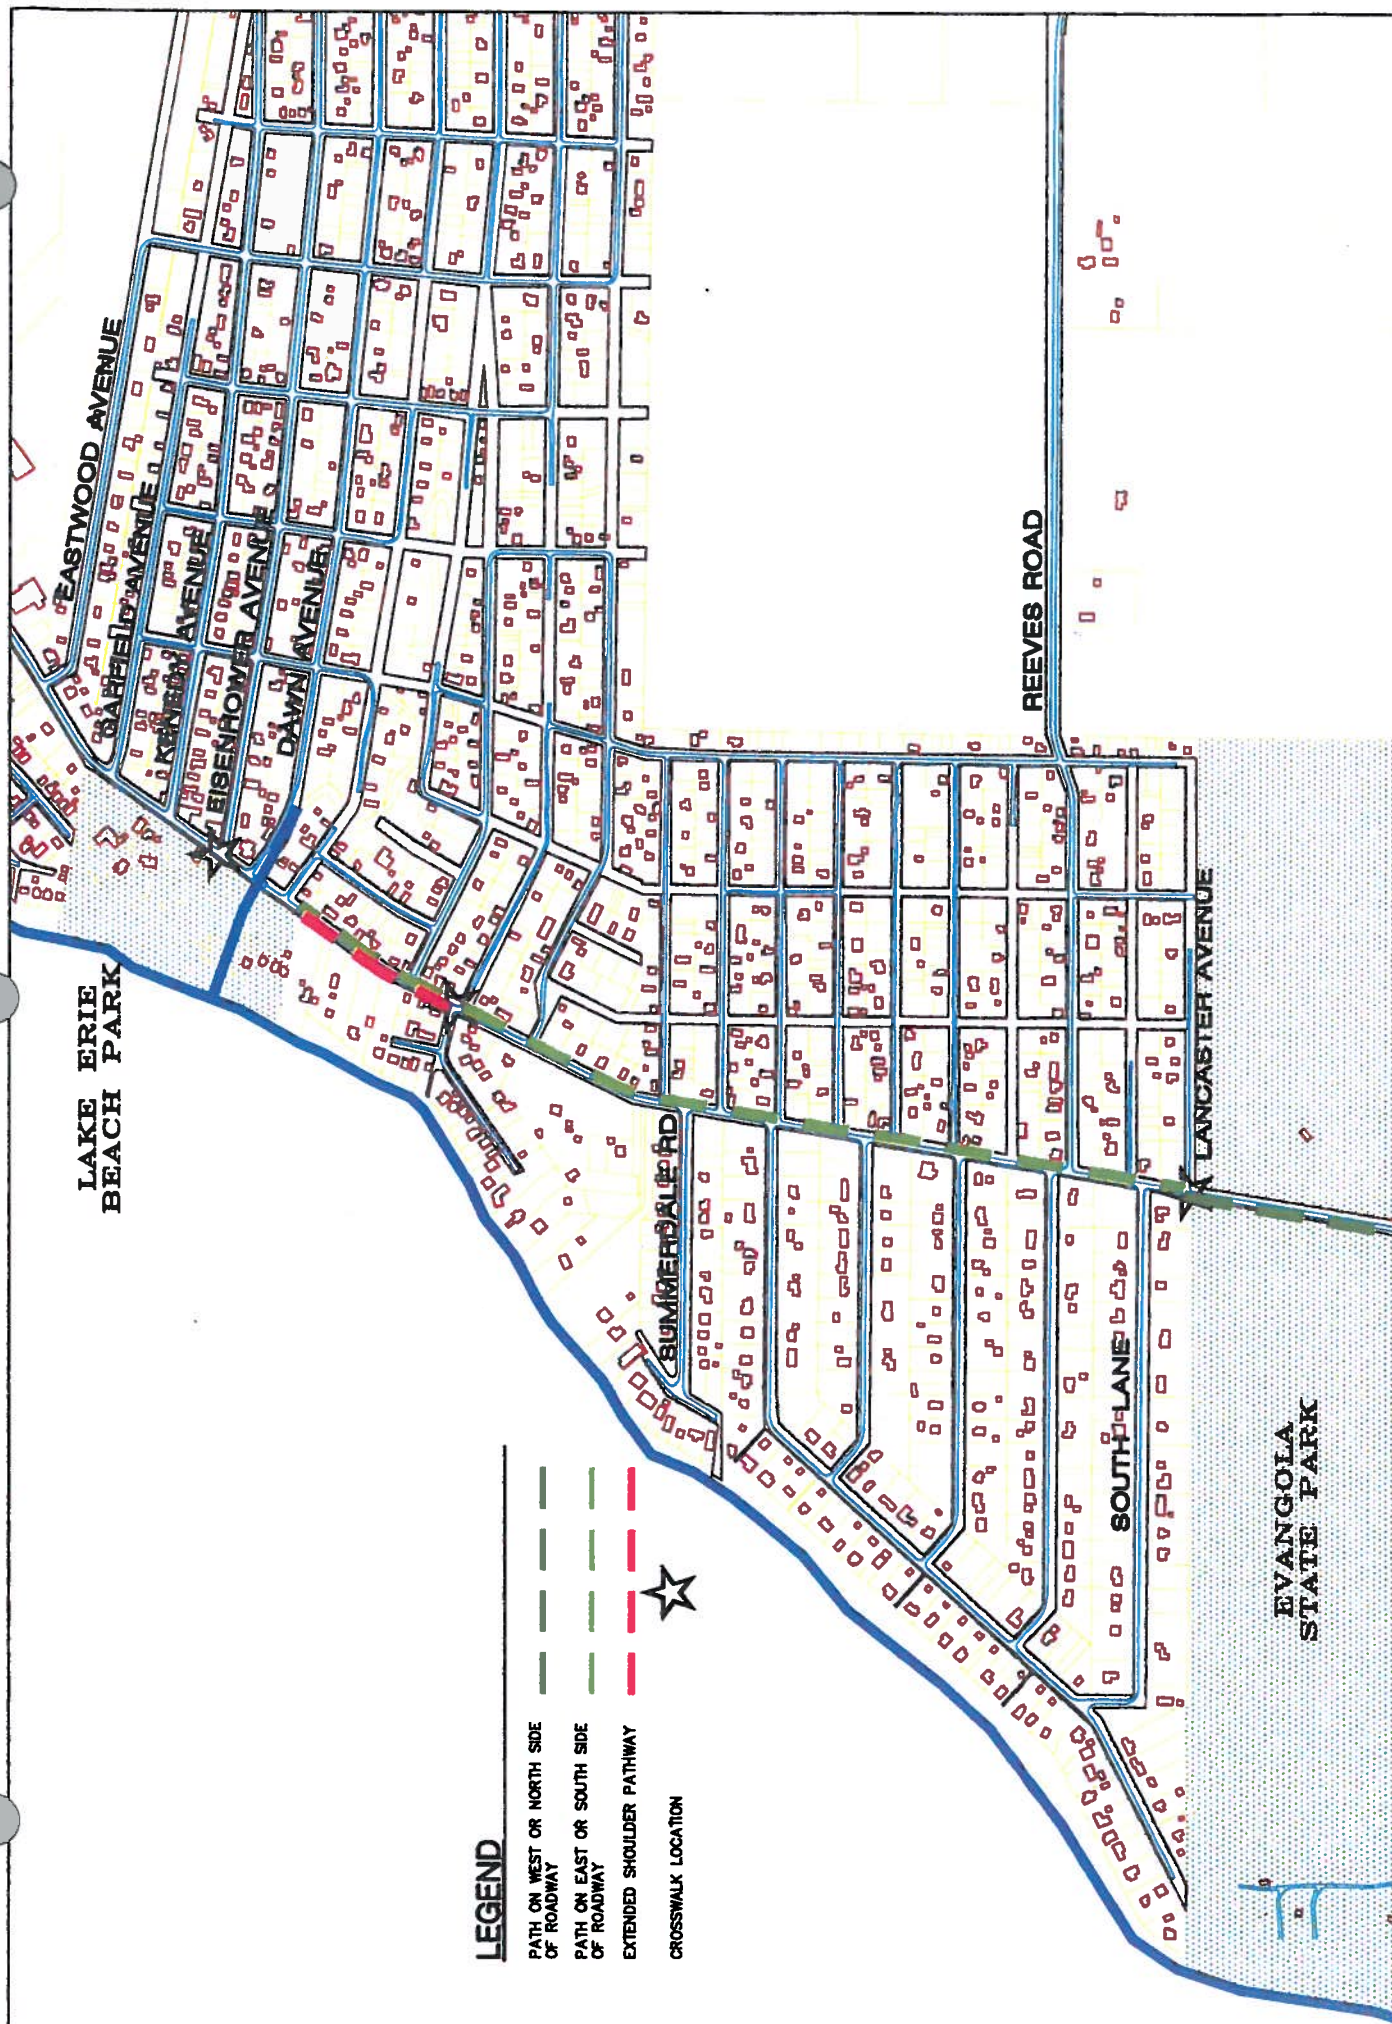 EASTWOOD AVENUE
GARFIELD AVENUE
KENEDY AVENUE
EISENHOWER AVENUE
DAWN AVENUE
LAKE ERIE
BEACH PARK
REEVES ROAD
SUMMERDALE RD
LANCASTER AVENUE
SOUTH LANE
EVANGOLA
STATE PARK
LEGEND
PATH ON WEST OR NORTH SIDE
OF ROADWAY
PATH ON EAST OR SOUTH SIDE
OF ROADWAY
EXTENDED SHOULDER PATHWAY
CROSSWALK LOCATION